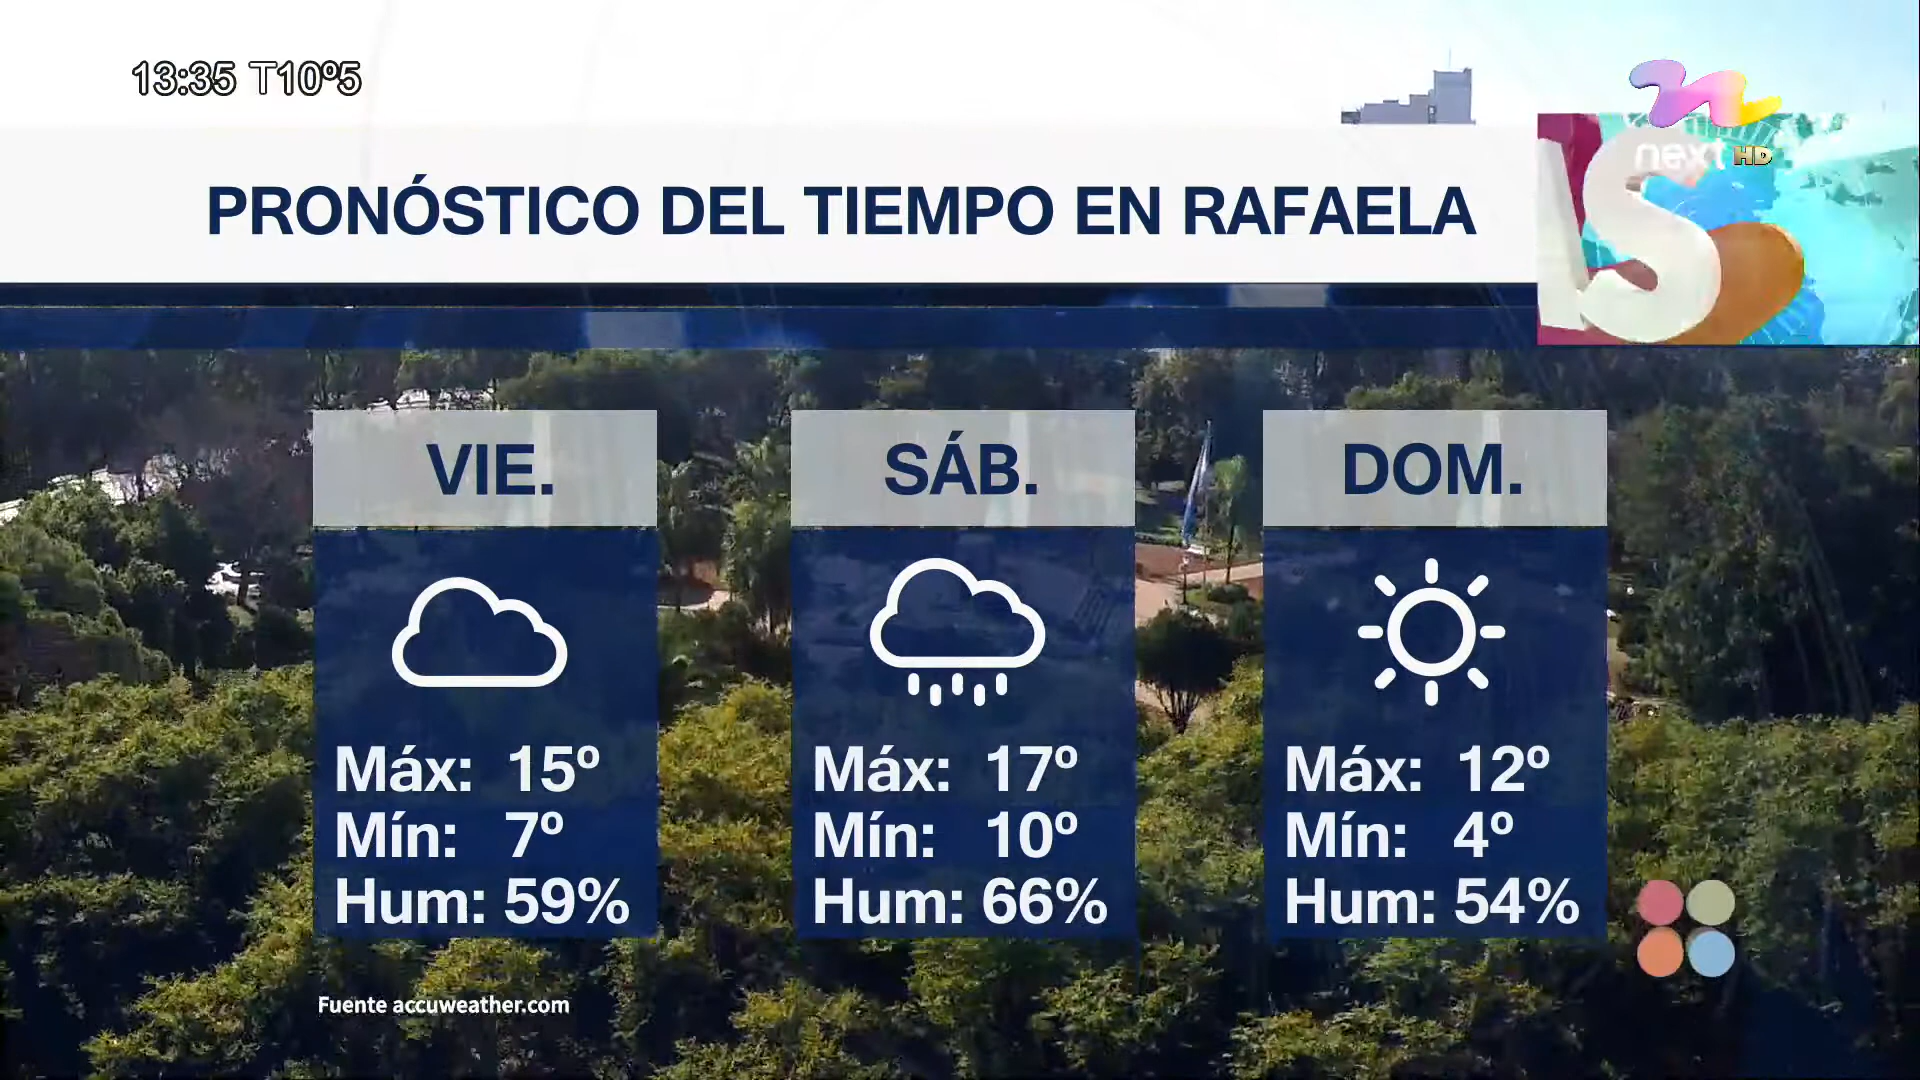 13:35 T10º5
next HD
PRONÓSTICO DEL TIEMPO EN RAFAELA
S
VIE.
SÁB.
DOM.
Máx: 15º
Mín: 7º
Hum: 59%
Máx: 17º
Mín: 10º
Hum: 66%
Máx: 12º
Mín: 4º
Hum: 54%
Fuente accuweather.com